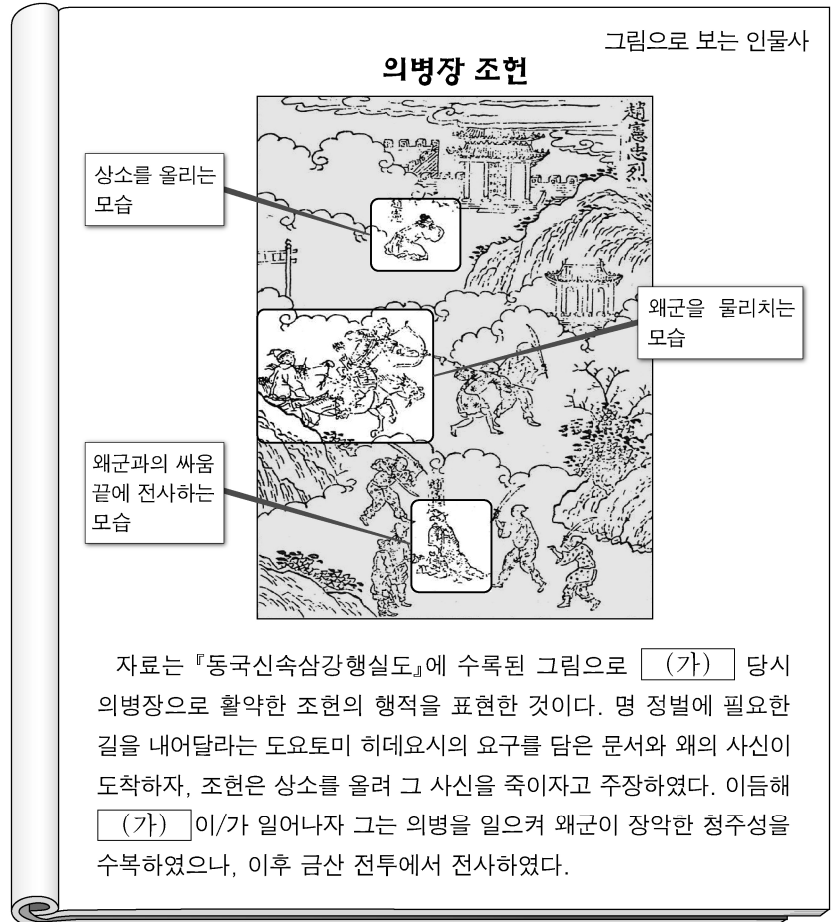 그림으로 보는 인물사
의병장 조헌
趙憲忠烈
상소를 올리는
모습
趙憲
왜군을 물리치는
모습
왜군과의 싸움
끝에 전사하는
모습
자료는 『동국신속삼강행실도』에 수록된 그림으로 (가) 당시
의병장으로 활약한 조헌의 행적을 표현한 것이다. 명 정벌에 필요한
길을 내어달라는 도요토미 히데요시의 요구를 담은 문서와 왜의 사신이
도착하자, 조헌은 상소를 올려 그 사신을 죽이자고 주장하였다. 이듬해
(가) 이/가 일어나자 그는 의병을 일으켜 왜군이 장악한 청주성을
수복하였으나, 이후 금산 전투에서 전사하였다.